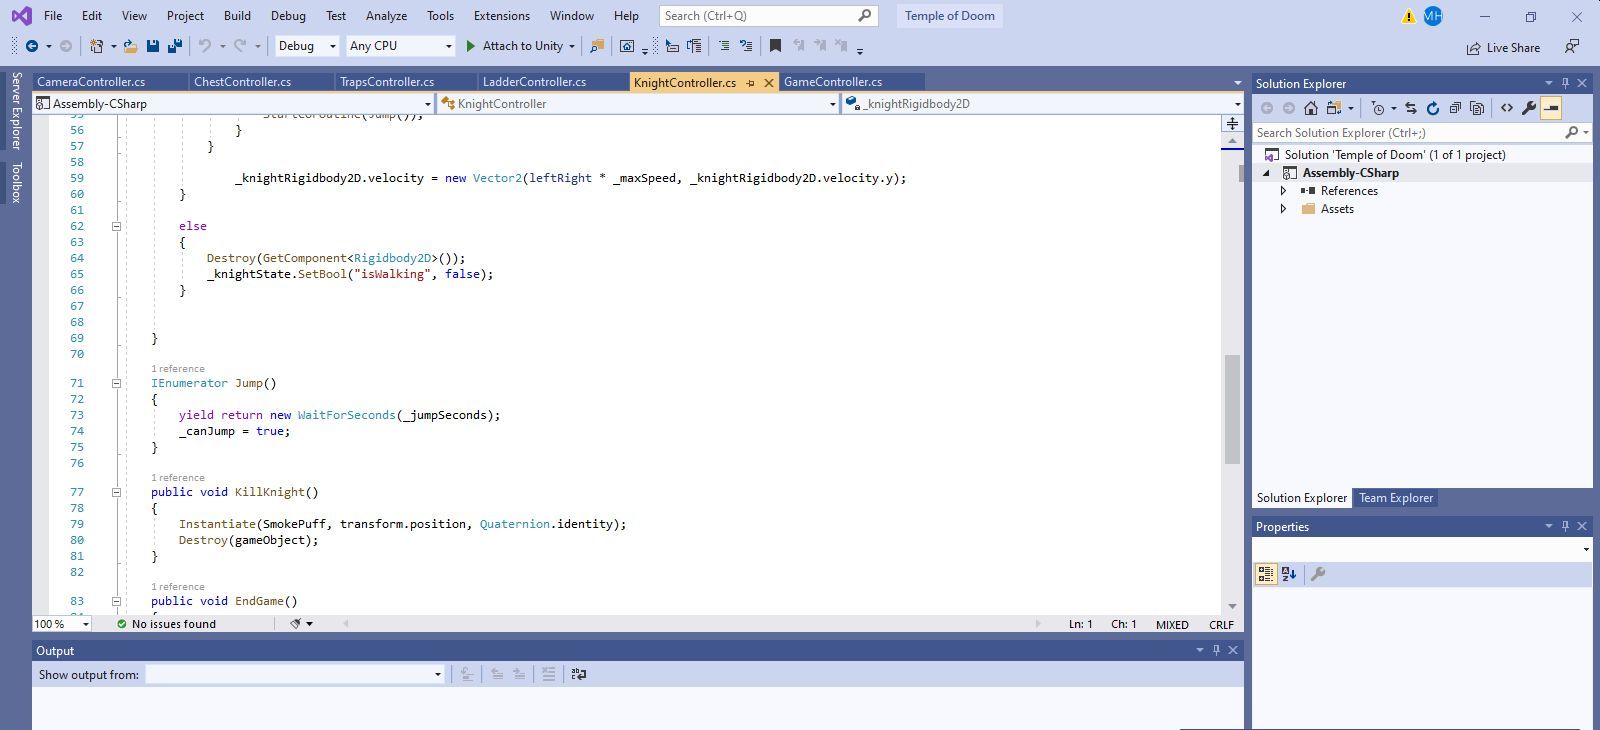 File Edit View Project Build Debug Test Analyze Tools Extensions Window Help Search (Ctrl+Q) Temple of Doom MH
Debug Any CPU Attach to Unity Live Share
Server Explorer
Toolbox
CameraController.cs ChestController.cs TrapsController.cs LadderController.cs KnightController.cs GameController.cs
Assembly-CSharp KnightController _knightRigidbody2D
55 StartCoroutine(Jump());
56 }
57 }
58
59 _knightRigidbody2D.velocity = new Vector2(leftRight * _maxSpeed, _knightRigidbody2D.velocity.y);
60 }
61
62 else
63 {
64 Destroy(GetComponent<Rigidbody2D>());
65 _knightState.SetBool("isWalking", false);
66 }
67
68
69 }
70
1 reference
71 IEnumerator Jump()
72 {
73 yield return new WaitForSeconds(_jumpSeconds);
74 _canJump = true;
75 }
76
1 reference
77 public void KillKnight()
78 {
79 Instantiate(SmokePuff, transform.position, Quaternion.identity);
80 Destroy(gameObject);
81 }
82
1 reference
83 public void EndGame()
84 {
100 % No issues found Ln: 1 Ch: 1 MIXED CRLF
Output
Show output from:
Solution Explorer
Search Solution Explorer (Ctrl+;)
Solution 'Temple of Doom' (1 of 1 project)
Assembly-CSharp
References
Assets
Solution Explorer Team Explorer
Properties